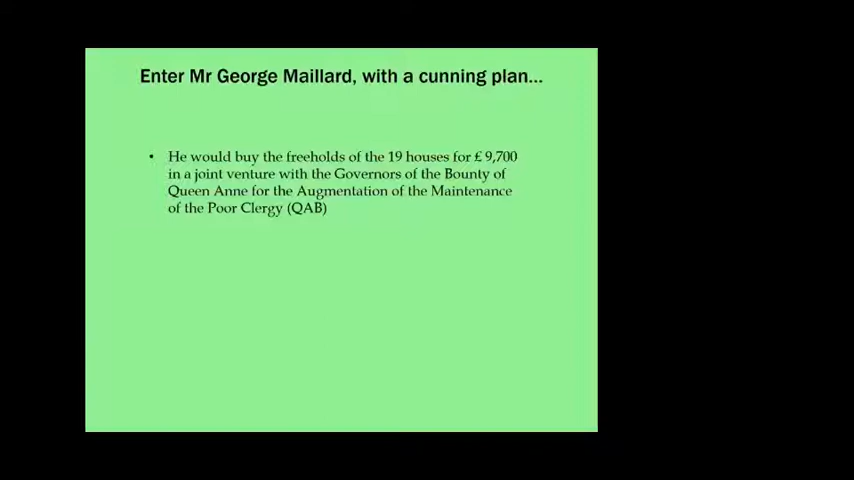 Enter Mr George Maillard, with a cunning plan...
• He would buy the freeholds of the 19 houses for £ 9,700
in a joint venture with the Governors of the Bounty of
Queen Anne for the Augmentation of the Maintenance
of the Poor Clergy (QAB)